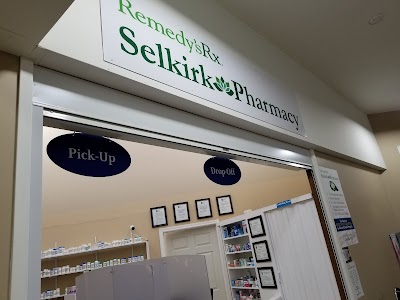 Remedy'sRx
Selkirk Pharmacy
Pick-Up
Drop Off